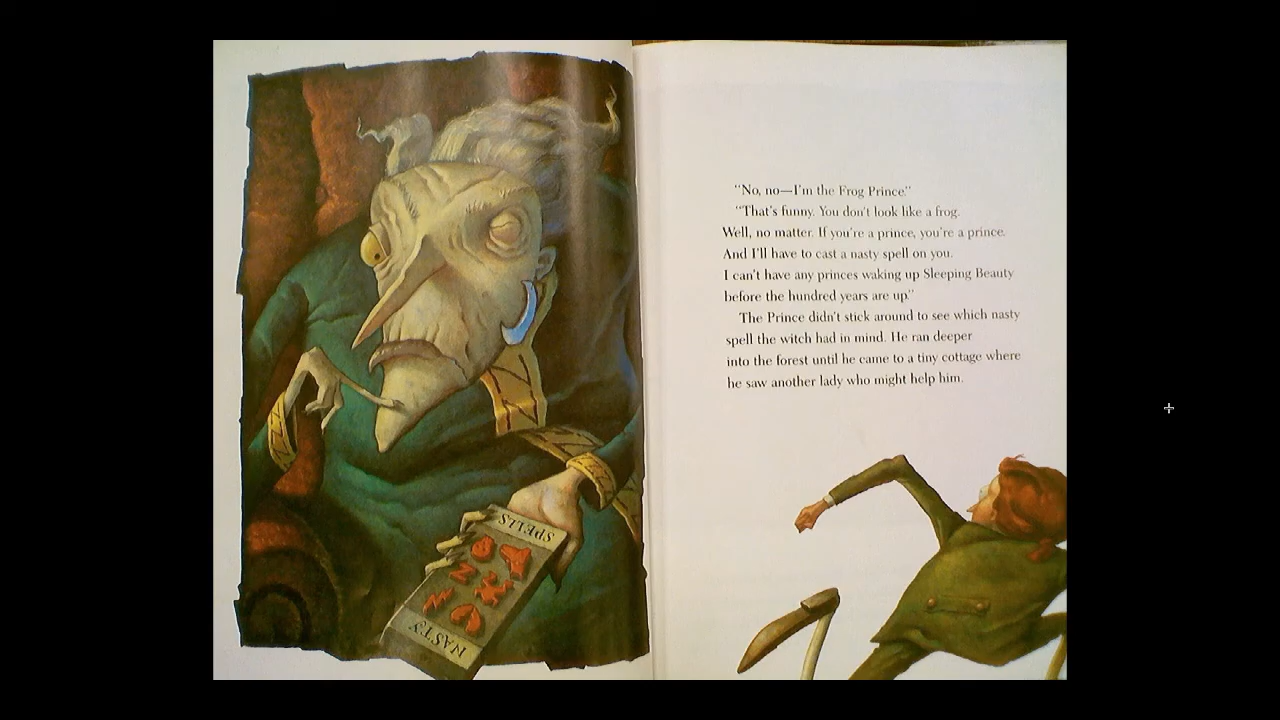 SPELLS
NASTY
"No, no—I'm the Frog Prince."
"That's funny. You don't look like a frog.
Well, no matter. If you're a prince, you're a prince.
And I'll have to cast a nasty spell on you.
I can't have any princes waking up Sleeping Beauty
before the hundred years are up."
The Prince didn't stick around to see which nasty
spell the witch had in mind. He ran deeper
into the forest until he came to a tiny cottage where
he saw another lady who might help him.